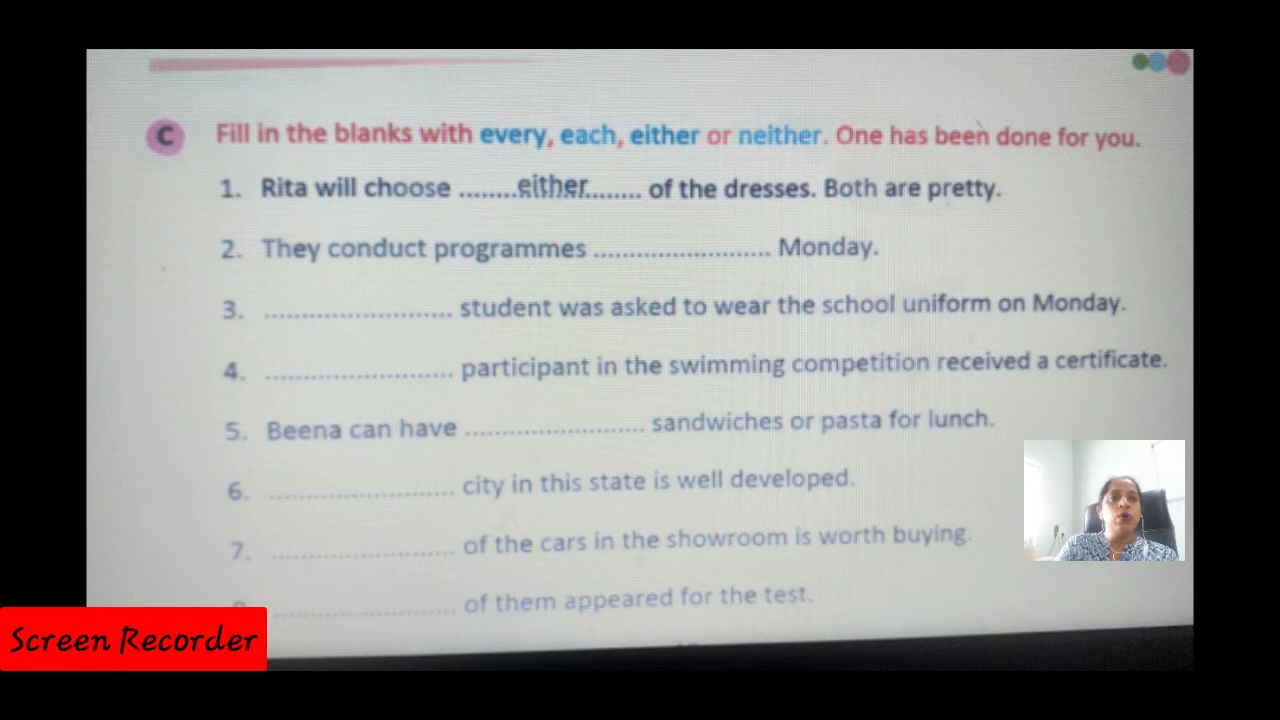 C Fill in the blanks with every, each, either or neither. One has been done for you.
1. Rita will choose ........either........ of the dresses. Both are pretty.
2. They conduct programmes ........................ Monday.
3. ......................... student was asked to wear the school uniform on Monday.
4. ......................... participant in the swimming competition received a certificate.
5. Beena can have ........................ sandwiches or pasta for lunch.
6. ......................... city in this state is well developed.
7. ......................... of the cars in the showroom is worth buying.
......................... of them appeared for the test.
Screen Recorder